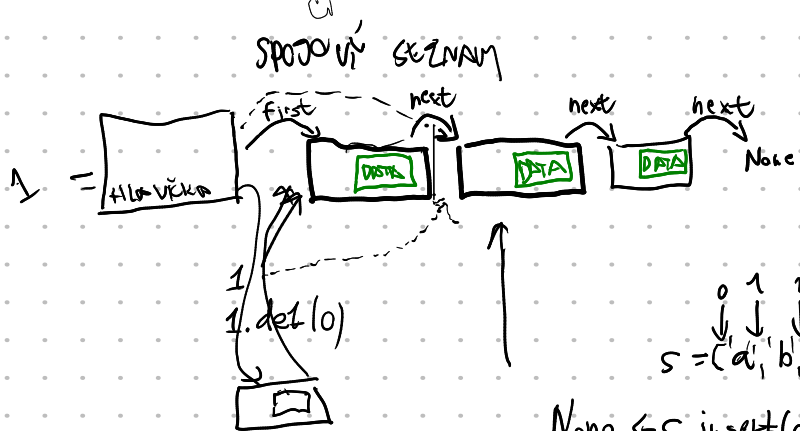 SPOJOVÝ SEZNAM
first next next next
1 = HLAVIČKA DATA DATA DATA None
1
1.del(0)
0 1
s = ('a', 'b',
None <- s.insert(